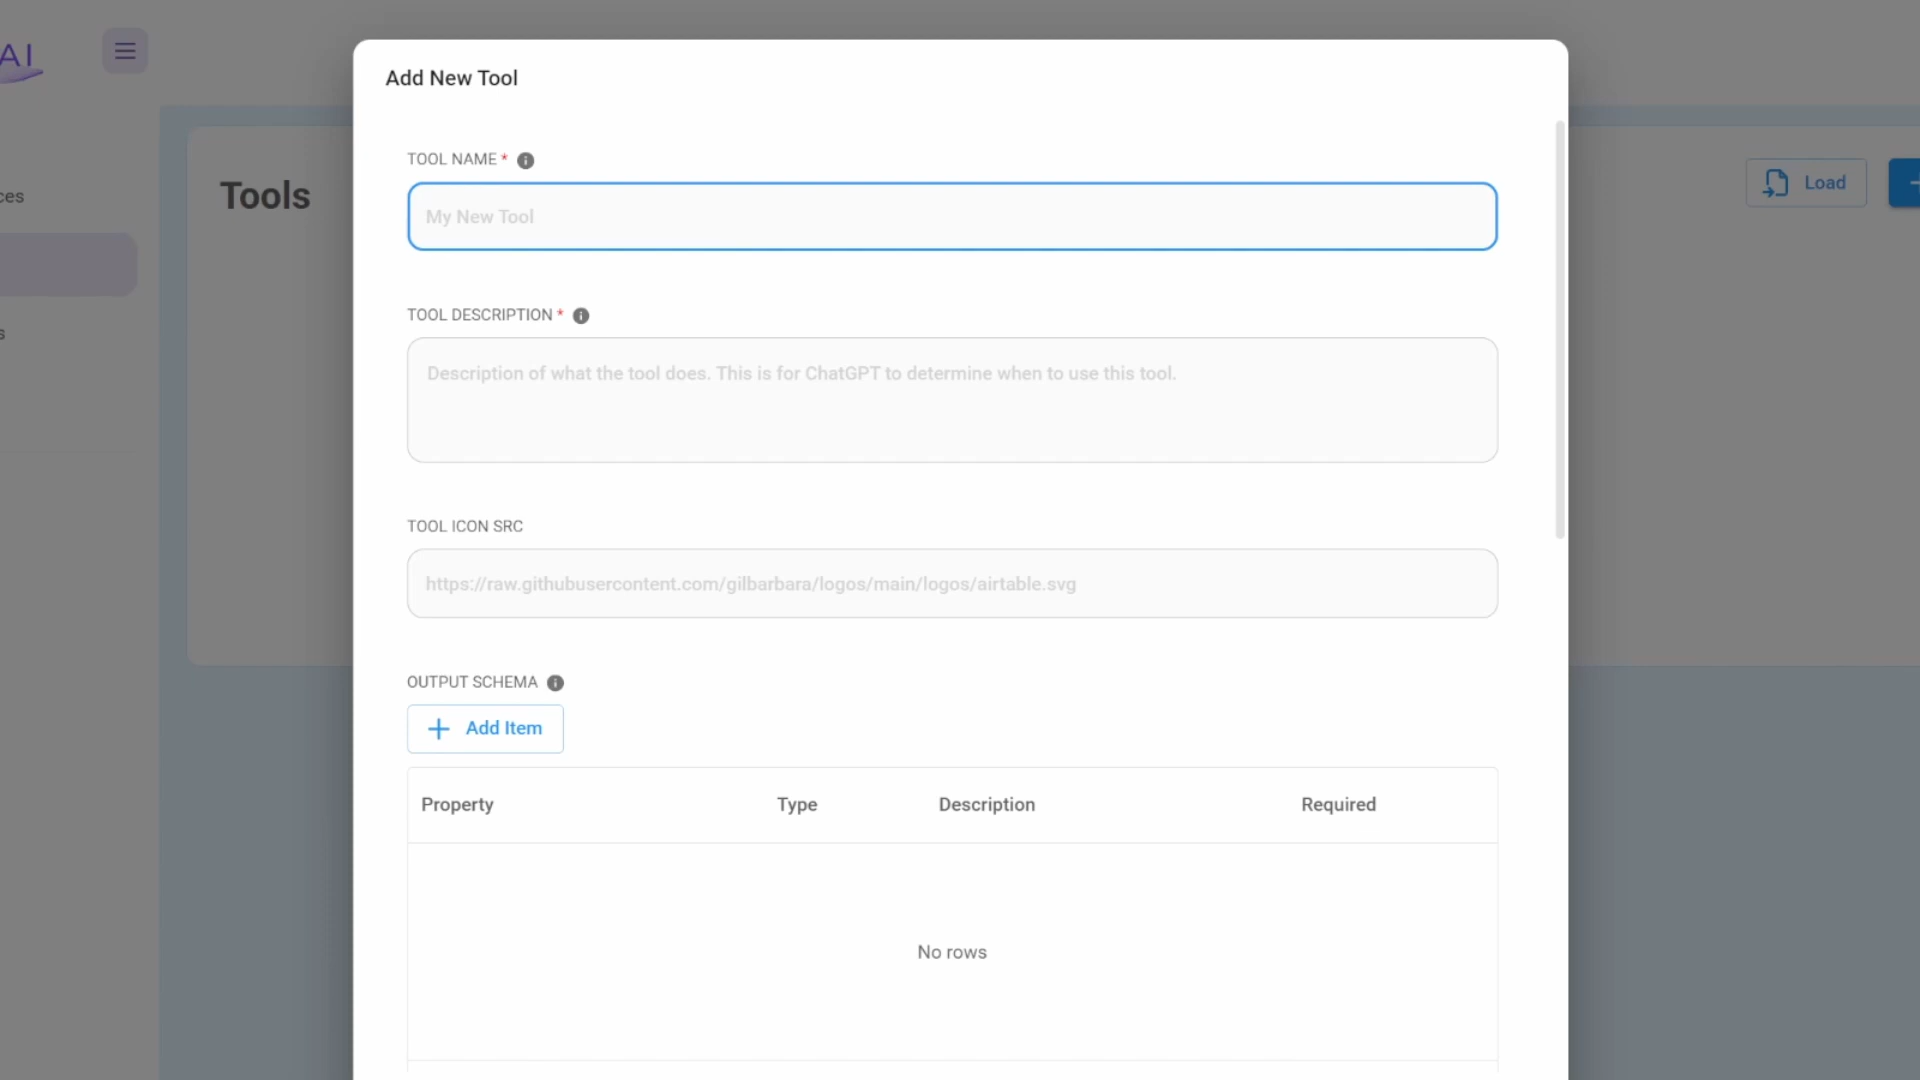 AI
Add New Tool
TOOL NAME *
My New Tool
ces
Tools
Load
TOOL DESCRIPTION *
Description of what the tool does. This is for ChatGPT to determine when to use this tool.
s
TOOL ICON SRC
https://raw.githubusercontent.com/gilbarbara/logos/main/logos/airtable.svg
OUTPUT SCHEMA
Add Item
Property Type Description Required
No rows